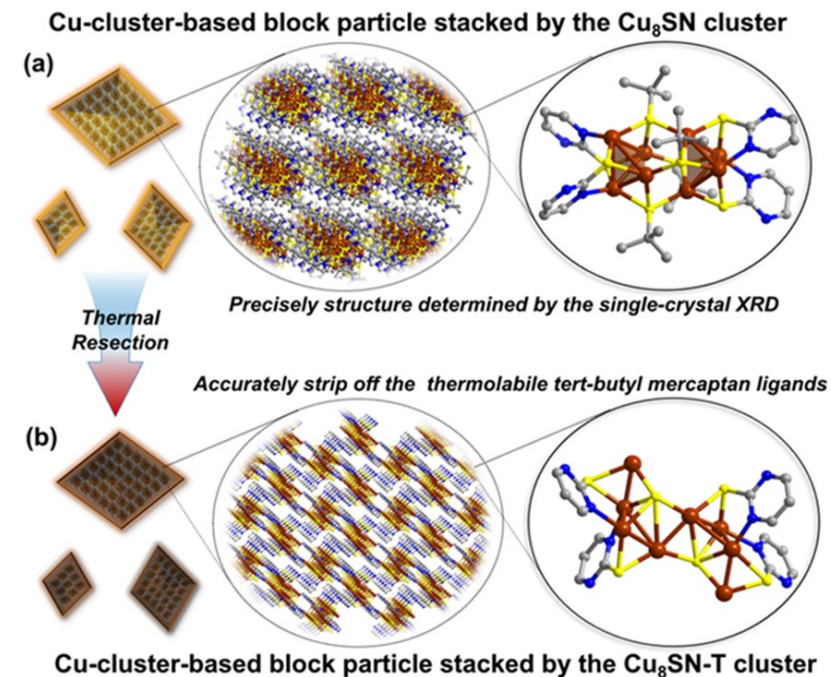 Cu-cluster-based block particle stacked by the Cu₈SN cluster
(a)
Precisely structure determined by the single-crystal XRD
Thermal
Resection
Accurately strip off the thermolabile tert-butyl mercaptan ligands
(b)
Cu-cluster-based block particle stacked by the Cu₈SN-T cluster